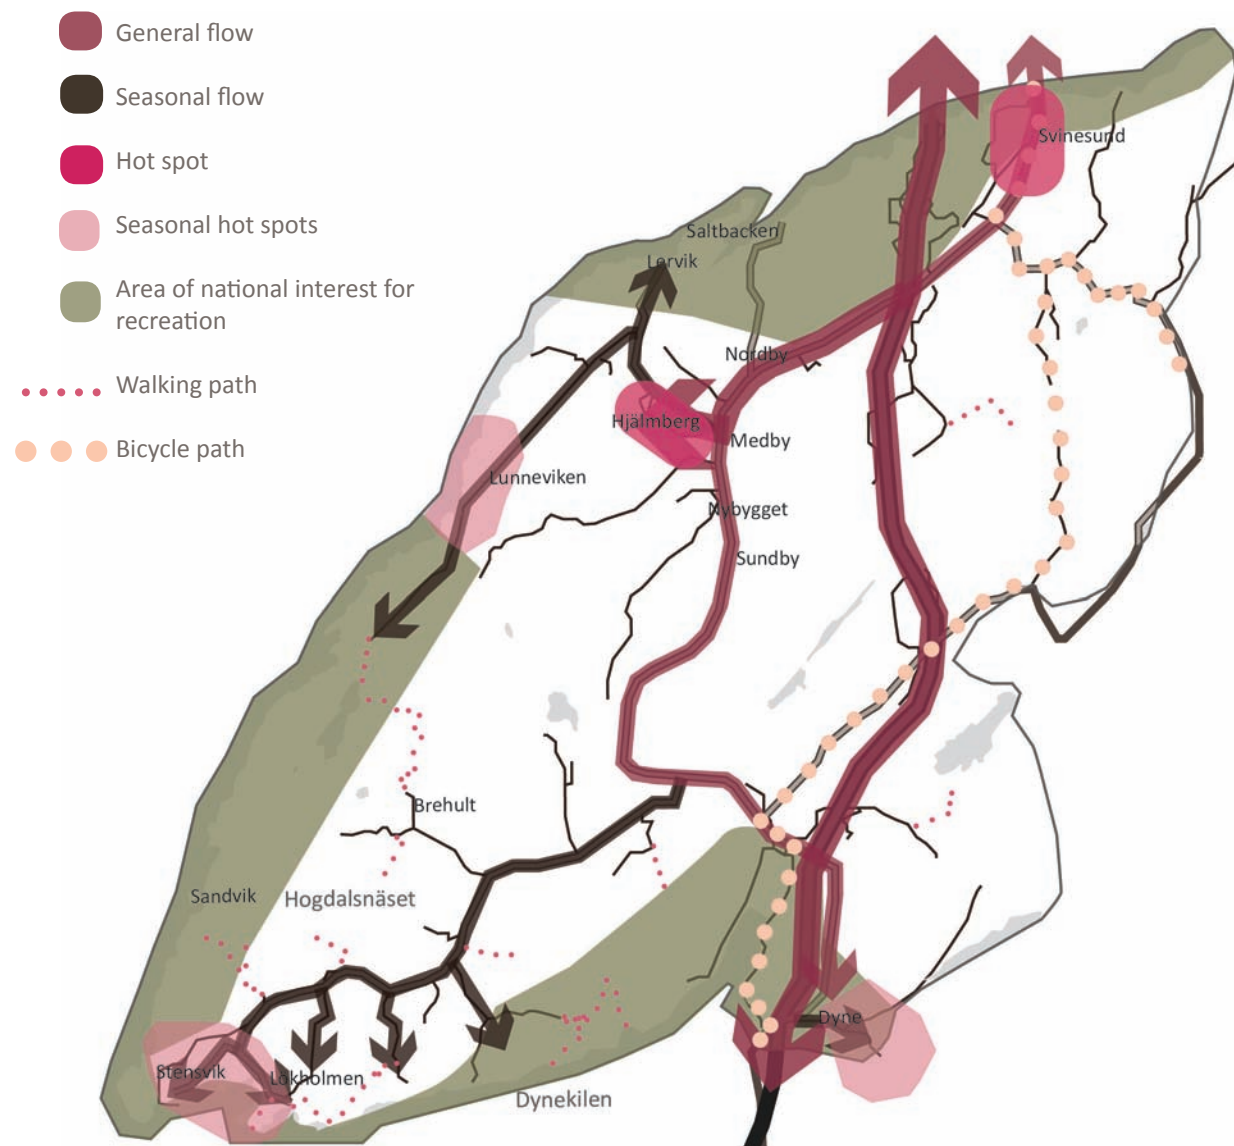 General flow
Seasonal flow
Hot spot
Seasonal hot spots
Area of national interest for
recreation
Walking path
Bicycle path
Svinesund
Saltbacken
Lervik
Nordby
Hjälmberg
Medby
Lunneviken
Nybygget
Sundby
Brehult
Sandvik
Hogdalsnäset
Dyne
Stensvik
Lökholmen
Dynekilen